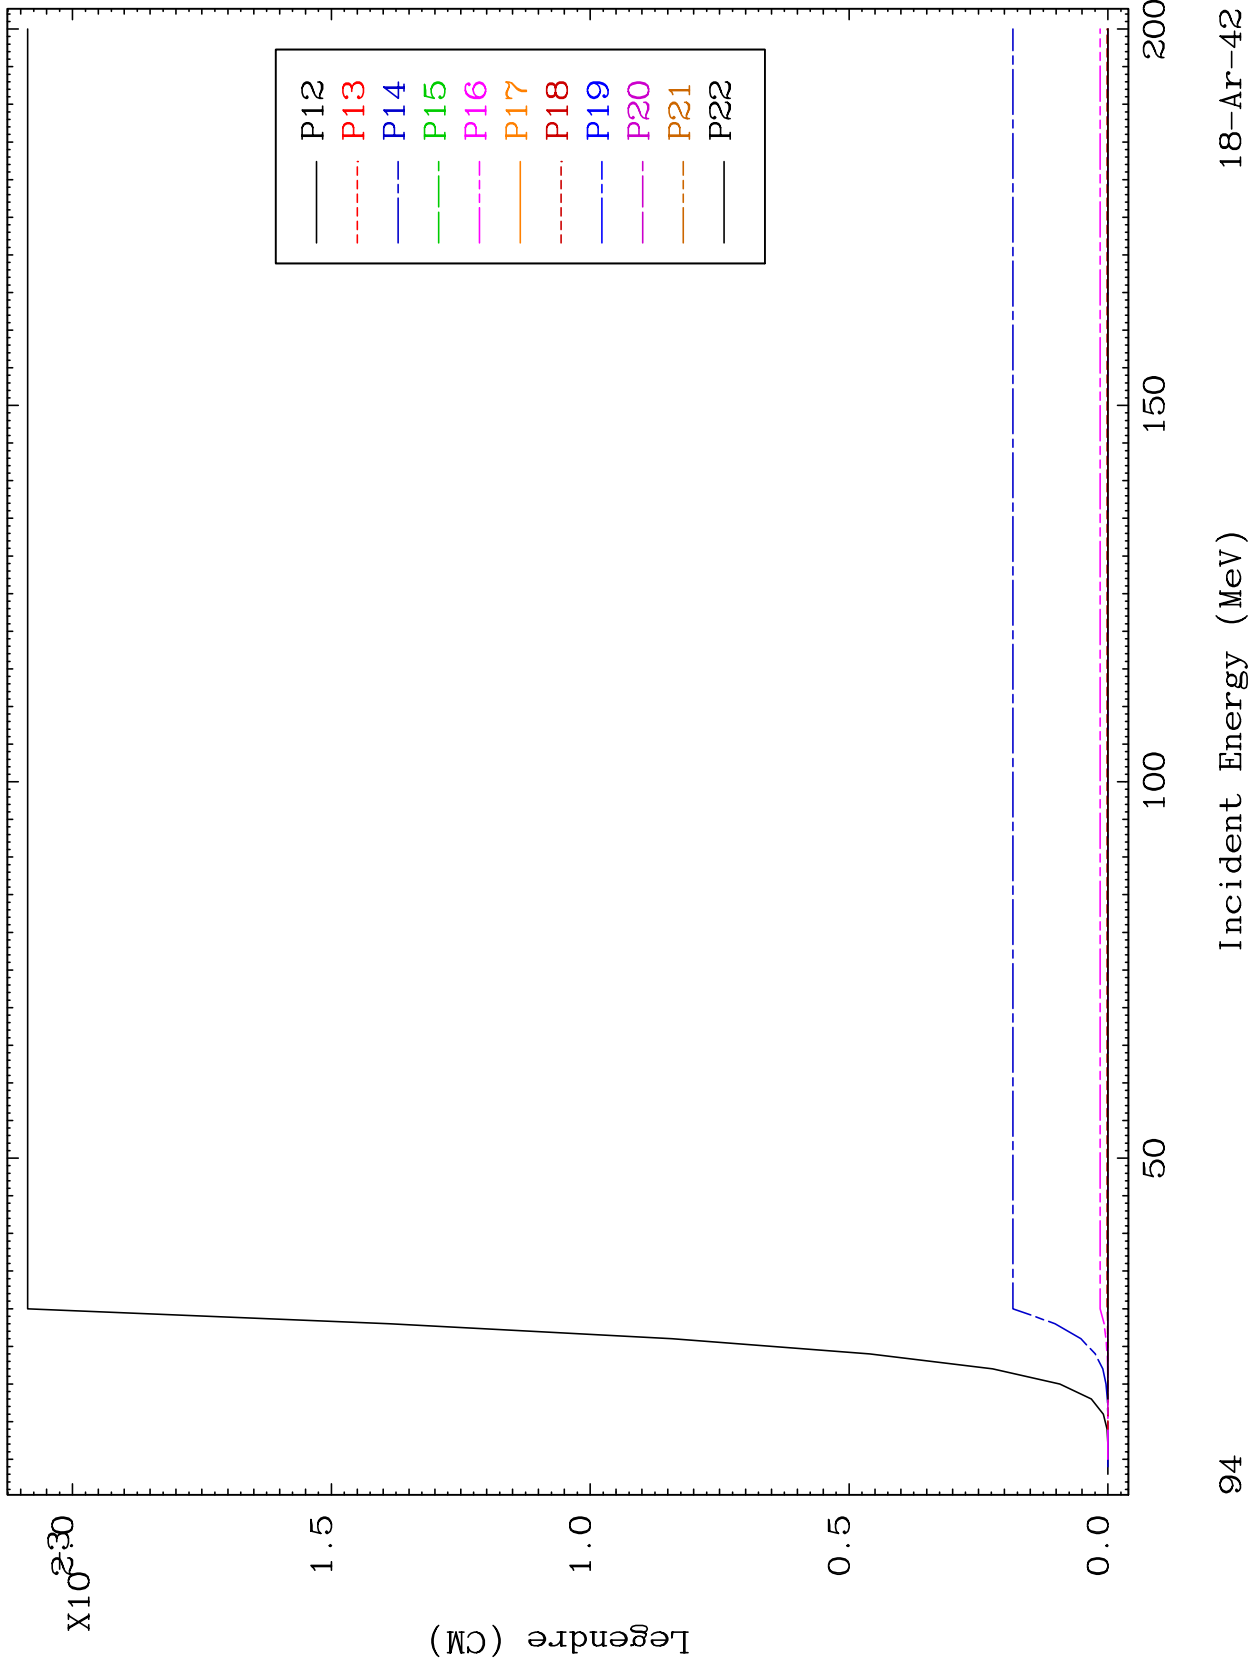 X10⁻³
2.0
1.5
1.0
0.5
0.0
Legendre (CM)
P12
P13
P14
P15
P16
P17
P18
P19
P20
P21
P22
50
100
150
200
Incident Energy (MeV)
94
18-Ar-42